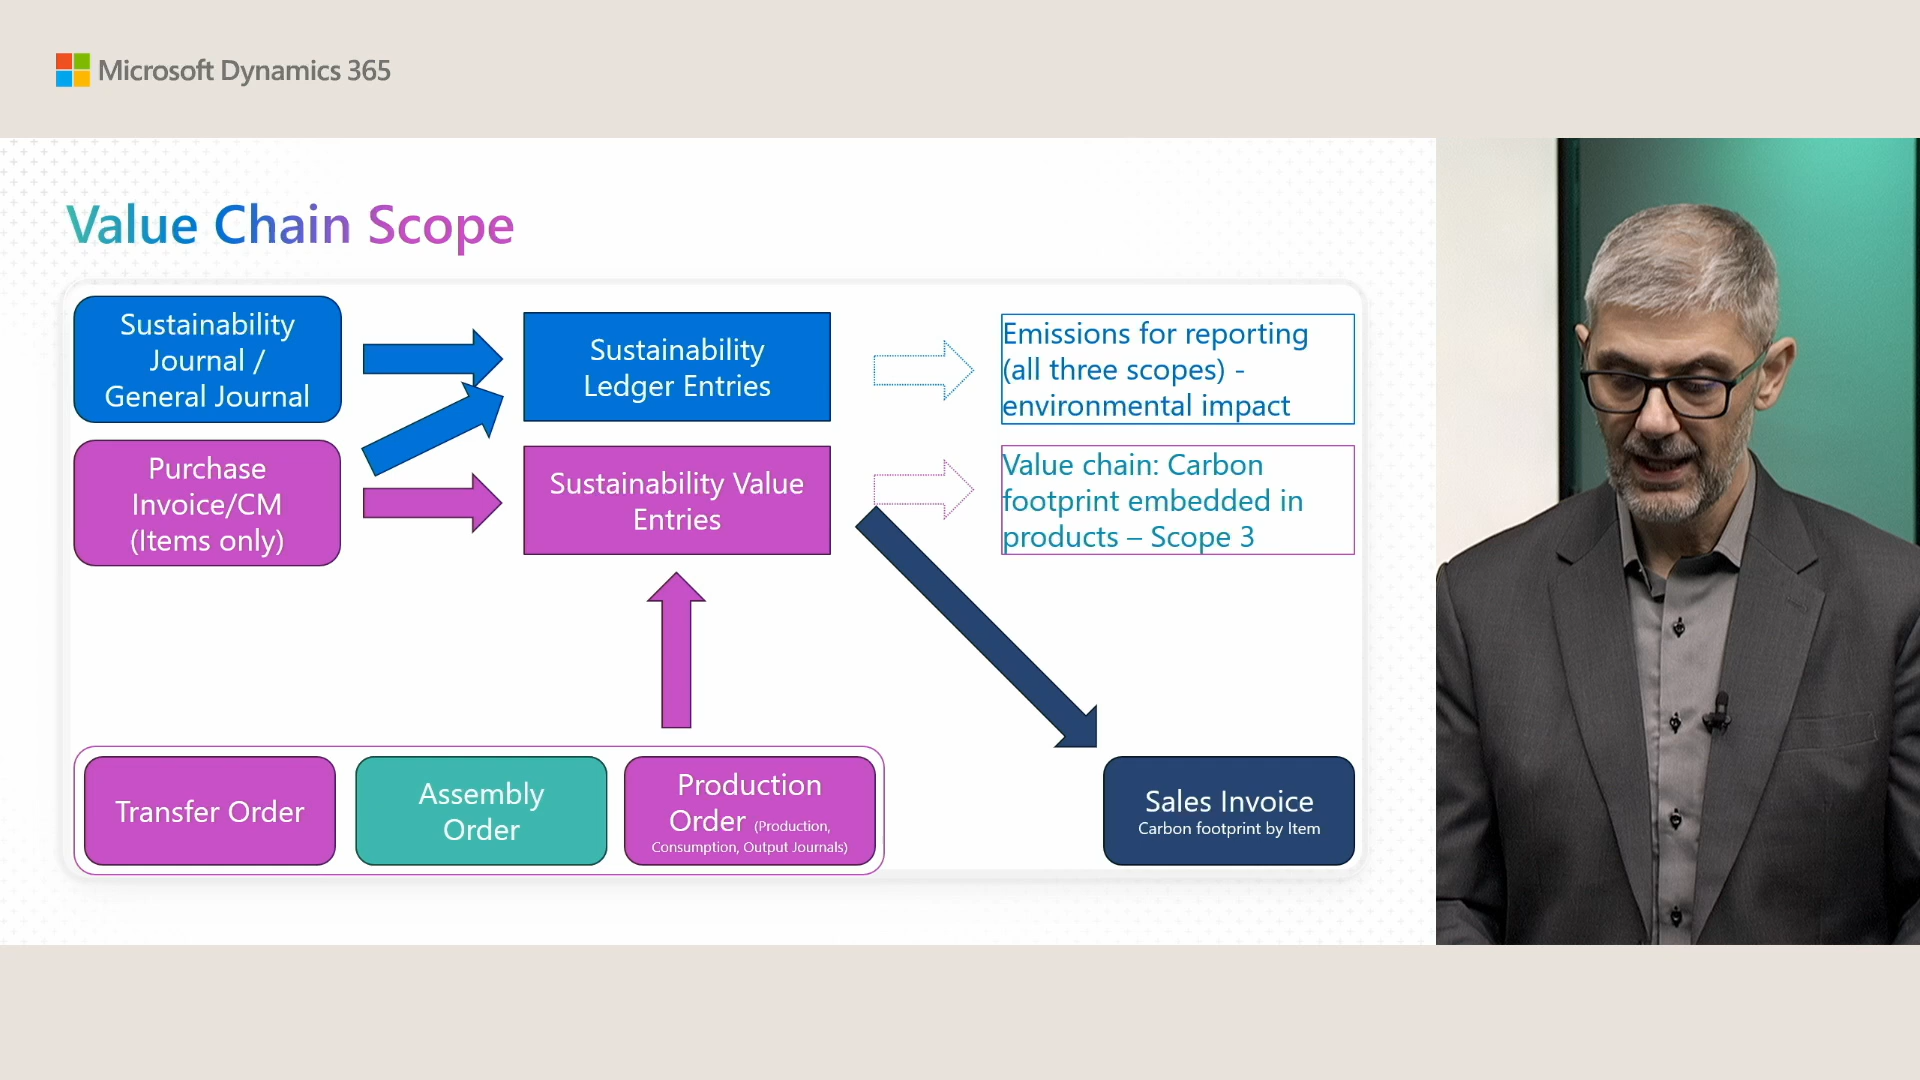 Microsoft Dynamics 365
Value Chain Scope
Sustainability
Journal /
General Journal
Sustainability
Ledger Entries
Emissions for reporting
(all three scopes) -
environmental impact
Purchase
Invoice/CM
(Items only)
Sustainability Value
Entries
Value chain: Carbon
footprint embedded in
products – Scope 3
Transfer Order
Assembly
Order
Production
Order (Production,
Consumption, Output Journals)
Sales Invoice
Carbon footprint by Item